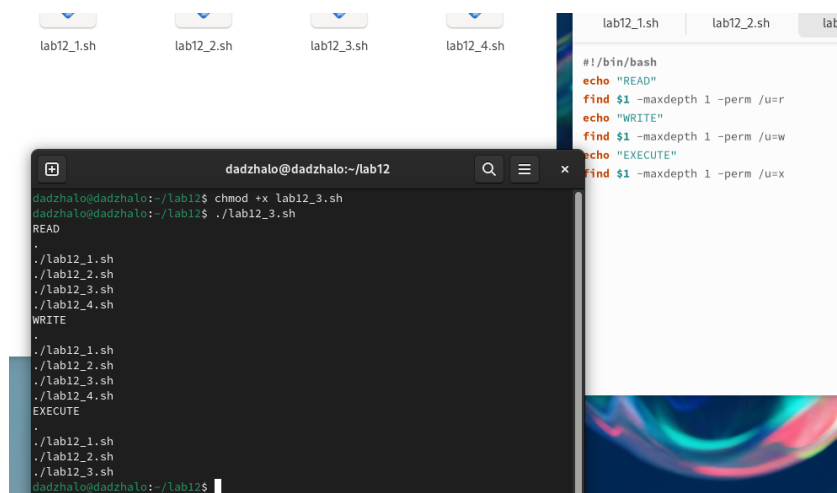 lab12_1.sh lab12_2.sh lab12_3.sh lab12_4.sh
lab12_1.sh lab12_2.sh lab
#!/bin/bash
echo "READ"
find $1 -maxdepth 1 -perm /u=r
echo "WRITE"
find $1 -maxdepth 1 -perm /u=w
echo "EXECUTE"
find $1 -maxdepth 1 -perm /u=x
dadzhalo@dadzhalo:~/lab12
dadzhalo@dadzhalo:~/lab12$ chmod +x lab12_3.sh
dadzhalo@dadzhalo:~/lab12$ ./lab12_3.sh
READ
.
./lab12_1.sh
./lab12_2.sh
./lab12_3.sh
./lab12_4.sh
WRITE
.
./lab12_1.sh
./lab12_2.sh
./lab12_3.sh
./lab12_4.sh
EXECUTE
.
./lab12_1.sh
./lab12_2.sh
./lab12_3.sh
dadzhalo@dadzhalo:~/lab12$